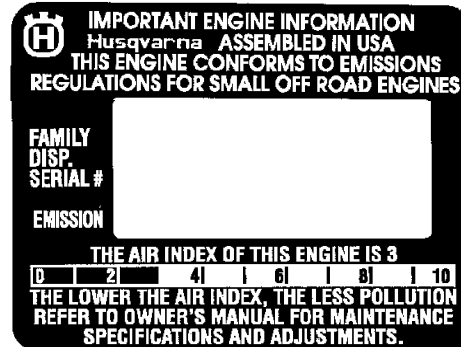 IMPORTANT ENGINE INFORMATION
Husqvarna ASSEMBLED IN USA
THIS ENGINE CONFORMS TO EMISSIONS
REGULATIONS FOR SMALL OFF ROAD ENGINES
FAMILY
DISP.
SERIAL #
EMISSION
THE AIR INDEX OF THIS ENGINE IS 3
0 2 4 6 8 10
THE LOWER THE AIR INDEX, THE LESS POLLUTION
REFER TO OWNER'S MANUAL FOR MAINTENANCE
SPECIFICATIONS AND ADJUSTMENTS.